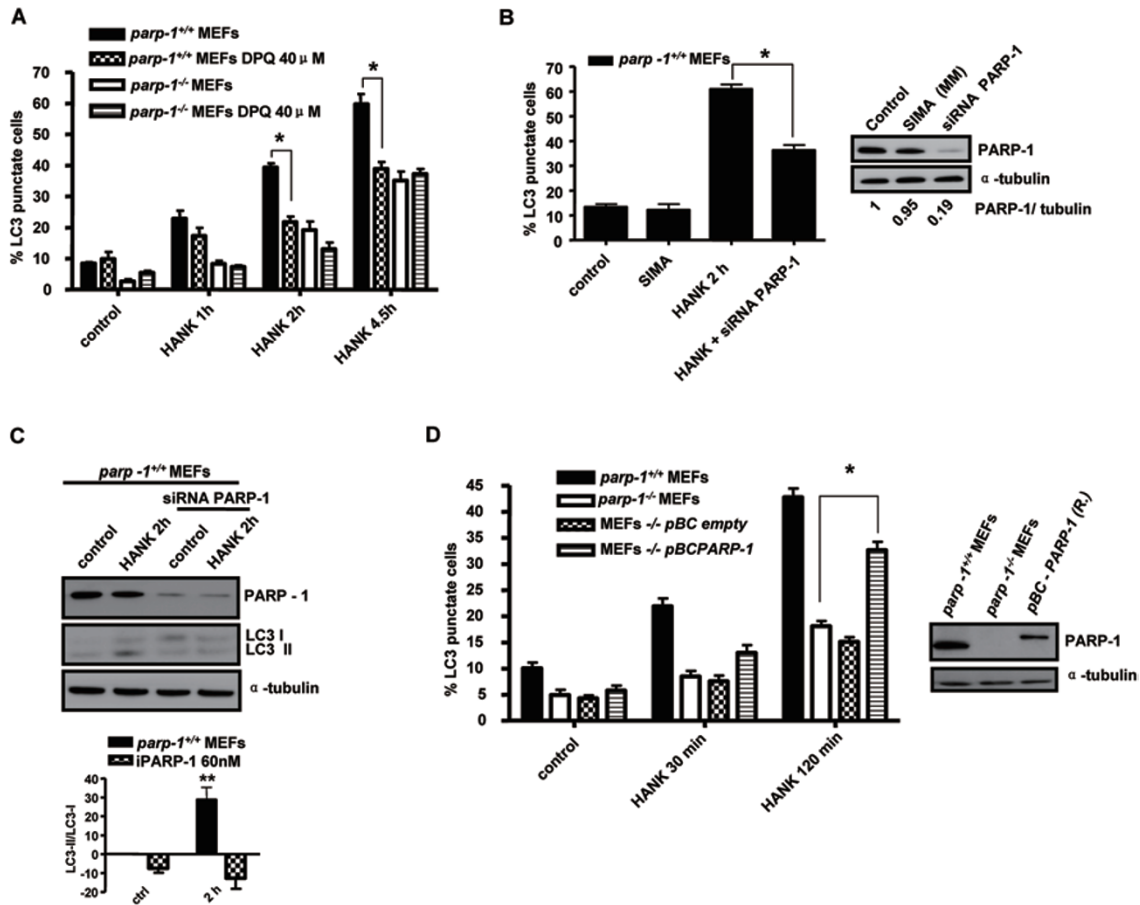 A
parp-1+/+ MEFs
parp-1+/+ MEFs DPQ 40 μ M
parp-1-/- MEFs
parp-1-/- MEFs DPQ 40 μ M
% LC3 punctate cells
70
60
50
40
30
20
10
0
*
*
control
HANK 1h
HANK 2h
HANK 4.5h
B
parp -1+/+ MEFs
% LC3 punctate cells
70
60
50
40
30
20
10
0
*
control
SIMA
HANK 2 h
HANK + siRNA PARP-1
Control
SIMA (MM)
siRNA PARP-1
PARP-1
α -tubulin
1
0.95
0.19
PARP-1/ tubulin
C
parp -1+/+ MEFs
siRNA PARP-1
control
HANK 2h
control
HANK 2h
PARP - 1
LC3 I
LC3 II
α -tubulin
parp-1+/+ MEFs
iPARP-1 60nM
LC3-II/LC3-I
40
30
20
10
0
-10
-20
**
ctrl
2 h
D
parp-1+/+ MEFs
parp-1-/- MEFs
MEFs -/- pBC empty
MEFs -/- pBCPARP-1
% LC3 punctate cells
45
40
35
30
25
20
15
10
5
0
*
control
HANK 30 min
HANK 120 min
parp -1+/+ MEFs
parp -1-/- MEFs
pBC - PARP-1 (R.)
PARP-1
α -tubulin